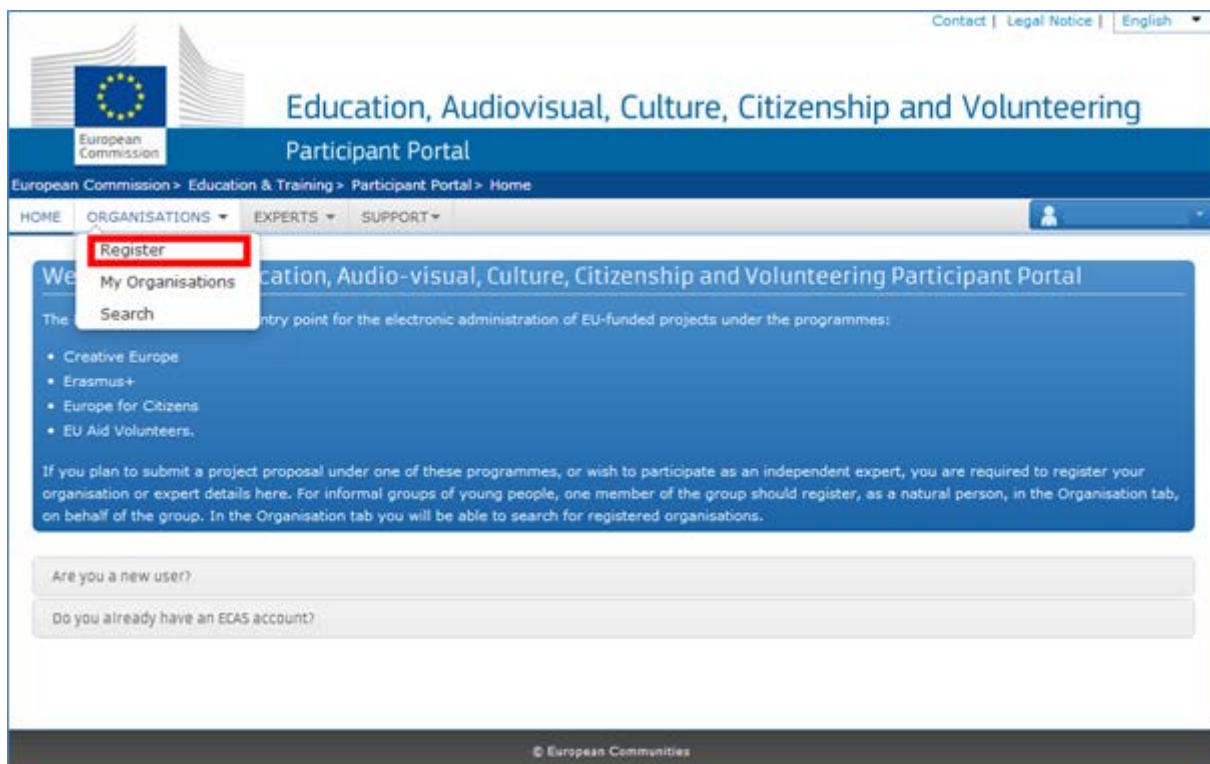 Contact | Legal Notice | English
Education, Audiovisual, Culture, Citizenship and Volunteering
European
Commission
Participant Portal
European Commission > Education & Training > Participant Portal > Home
HOME ORGANISATIONS EXPERTS SUPPORT
Register
My Organisations
Search
We cation, Audio-visual, Culture, Citizenship and Volunteering Participant Portal
The ntry point for the electronic administration of EU-funded projects under the programmes:
• Creative Europe
• Erasmus+
• Europe for Citizens
• EU Aid Volunteers.
If you plan to submit a project proposal under one of these programmes, or wish to participate as an independent expert, you are required to register your
organisation or expert details here. For informal groups of young people, one member of the group should register, as a natural person, in the Organisation tab,
on behalf of the group. In the Organisation tab you will be able to search for registered organisations.
Are you a new user?
Do you already have an ECAS account?
© European Communities